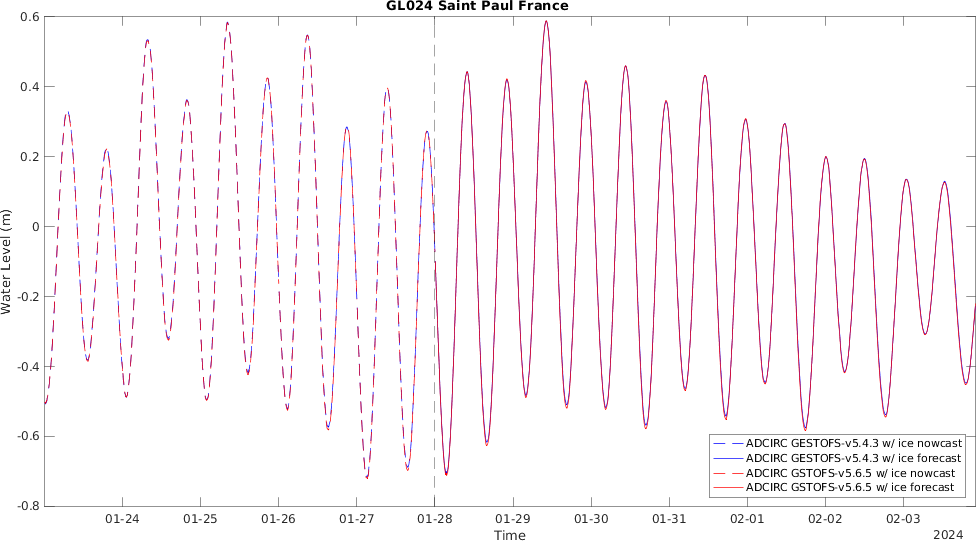 GL024 Saint Paul France
0.6
0.4
0.2
0
-0.2
-0.4
-0.6
-0.8
Water Level (m)
ADCIRC GESTOFS-v5.4.3 w/ ice nowcast
ADCIRC GESTOFS-v5.4.3 w/ ice forecast
ADCIRC GSTOFS-v5.6.5 w/ ice nowcast
ADCIRC GSTOFS-v5.6.5 w/ ice forecast
01-24 01-25 01-26 01-27 01-28 01-29 01-30 01-31 02-01 02-02 02-03
Time
2024